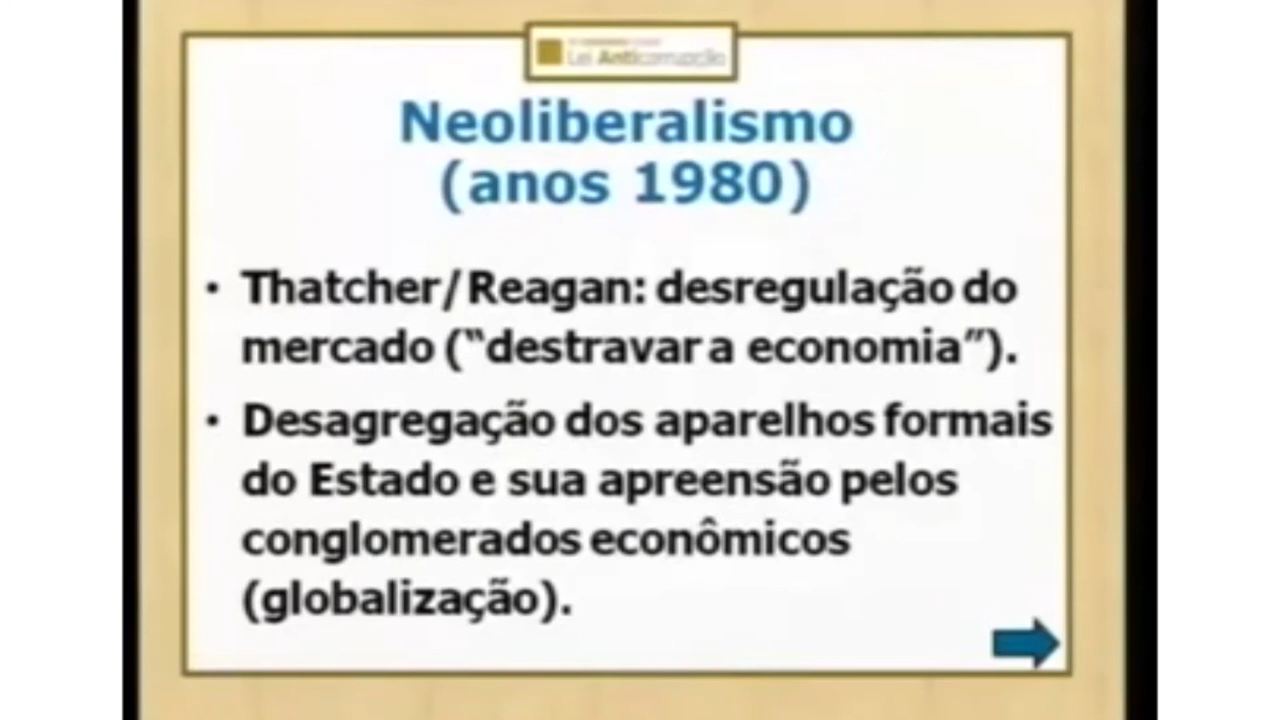 Lei Anticorrupção
Neoliberalismo
(anos 1980)
• Thatcher/Reagan: desregulação do
mercado (“destravar a economia”).
• Desagregação dos aparelhos formais
do Estado e sua apreensão pelos
conglomerados econômicos
(globalização).